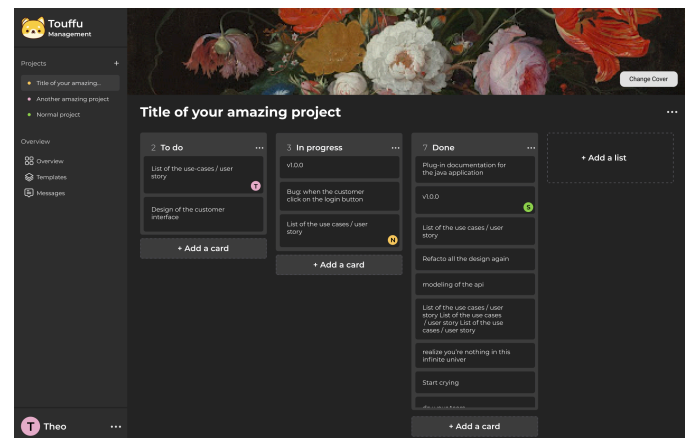 Touffu
Management
Projects +
Title of your amazing...
Another amazing project
Normal project
Overview
Overview
Templates
Messages
T Theo ...
Change Cover
Title of your amazing project ...
2 To do ...
List of the use-cases / user
story
T
Design of the customer
interface
+ Add a card
3 In progress ...
v1.0.0
Bug: when the customer
click on the login button
List of the use cases / user
story
N
+ Add a card
7 Done ...
Plug-in documentation for
the java application
v1.0.0
S
List of the use cases / user
story
Refacto all the design again
modeling of the api
List of the use cases / user
story List of the use cases
/ user story List of the use
cases / user story
realize you're nothing in this
infinite univer
Start crying
+ Add a card
+ Add a list